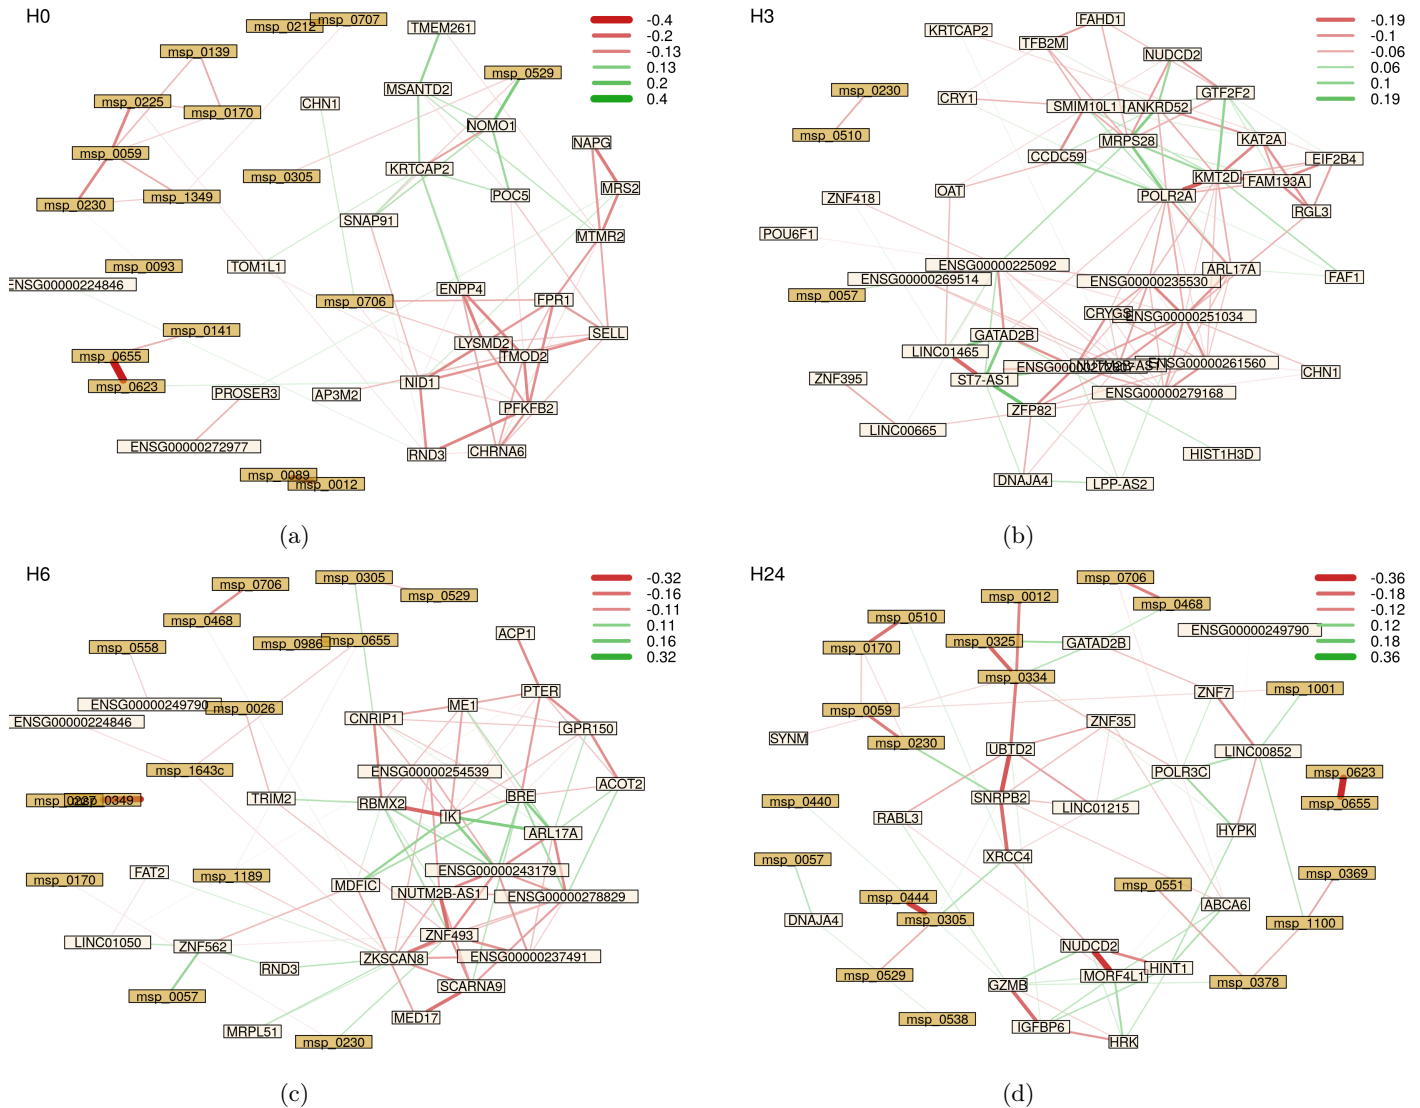 H0
msp_0707
msp_0212
TMEM261
-0.4
-0.2
-0.13
0.13
0.2
0.4
msp_0139
msp_0529
msp_0225
MSANTD2
CHN1
msp_0170
NOMO1
NAPG
msp_0059
KRTCAP2
msp_0305
MRS2
msp_1349
POC5
msp_0230
SNAP91
MTMR2
msp_0093
TOM1L1
ENSG00000224846
ENPP4
msp_0706
FPR1
msp_0141
SELL
LYSMD2
msp_0655
TMOD2
msp_0623
NID1
PROSER3
AP3M2
PFKFB2
ENSG00000272977
RND3
CHRNA6
msp_0089
msp_0012
(a)
H3
FAHD1
KRTCAP2
TFB2M
NUDCD2
-0.19
-0.1
-0.06
0.06
0.1
0.19
msp_0230
CRY1
GTF2F2
SMIM10L1
ANKRD52
msp_0510
MRPS28
KAT2A
CCDC59
EIF2B4
KMT2D
FAM193A
OAT
POLR2A
ZNF418
RGL3
POU6F1
ENSG00000225092
ARL17A
ENSG00000269514
ENSG00000235530
FAF1
msp_0057
CRYGS
ENSG00000251034
GATAD2B
LINC01465
NUTM2B-AS1
ENSG00000261560
CHN1
ZNF395
ST7-AS1
ENSG00000279168
ZFP82
LINC00665
HIST1H3D
DNAJA4
LPP-AS2
(b)
H6
msp_0305
msp_0706
msp_0529
-0.32
-0.16
-0.11
0.11
0.16
0.32
msp_0468
ACP1
msp_0558
msp_0986
msp_0655
PTER
ENSG00000249790
msp_0026
ME1
ENSG00000224846
CNRIP1
GPR150
msp_1643c
ENSG00000254539
ACOT2
0349
TRIM2
RBMX2
BRE
IK
ARL17A
FAT2
msp_0170
msp_1189
ENSG00000243179
MDFIC
NUTM2B-AS1
ENSG00000278829
LINC01050
ZNF562
ZNF493
ZKSCAN8
ENSG00000237491
RND3
SCARNA9
msp_0057
MED17
MRPL51
msp_0230
(c)
H24
msp_0706
msp_0012
msp_0468
-0.36
-0.18
-0.12
0.12
0.18
0.36
msp_0510
ENSG00000249790
msp_0170
msp_0325
GATAD2B
msp_0334
ZNF7
msp_1001
msp_0059
ZNF35
SYNM
msp_0230
UBTD2
LINC00852
POLR3C
msp_0623
msp_0440
SNRPB2
msp_0655
RABL3
LINC01215
HYPK
msp_0057
XRCC4
msp_0369
msp_0444
msp_0551
DNAJA4
msp_0305
ABCA6
msp_1100
NUDCD2
msp_0529
MORF4L1
HINT1
GZMB
msp_0378
msp_0538
IGFBP6
HRK
(d)